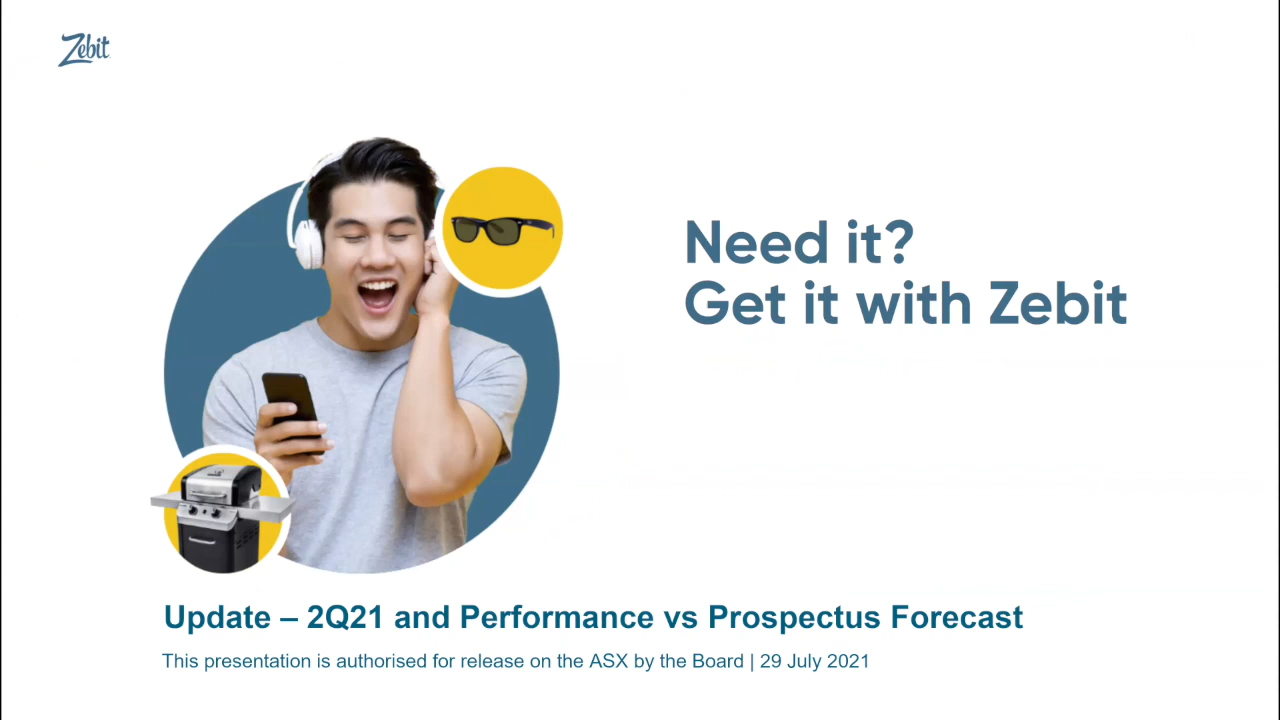 Zebit
Need it?
Get it with Zebit
Update – 2Q21 and Performance vs Prospectus Forecast
This presentation is authorised for release on the ASX by the Board | 29 July 2021